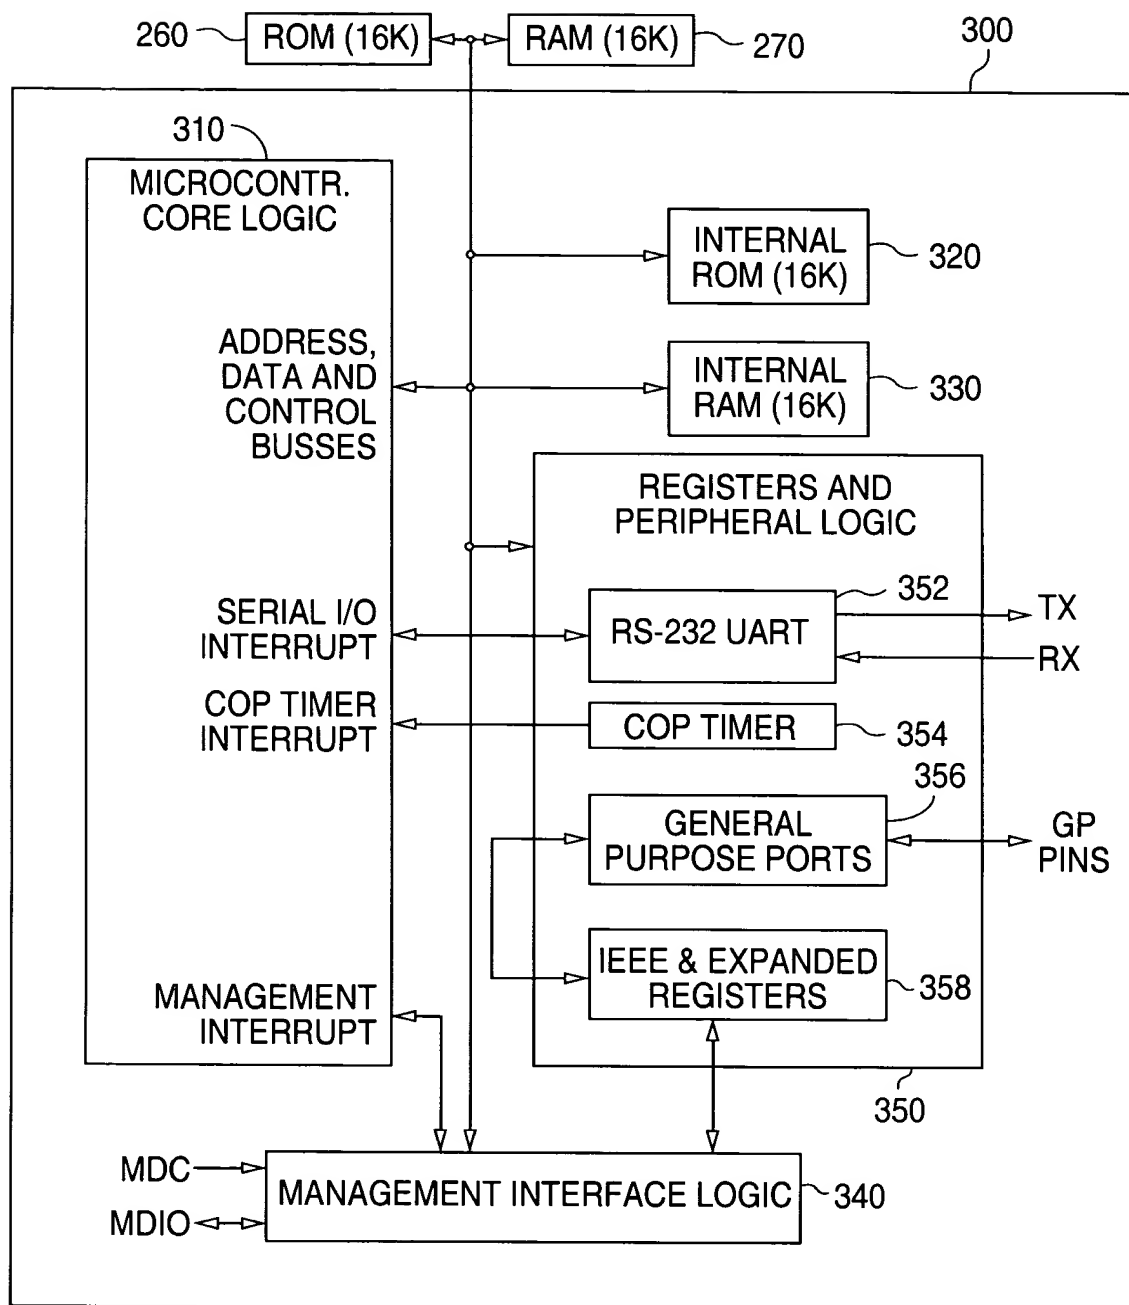 260
ROM (16K)
RAM (16K)
270
300
310
MICROCONTR.
CORE LOGIC
INTERNAL
ROM (16K)
320
ADDRESS,
DATA AND
CONTROL
BUSSES
INTERNAL
RAM (16K)
330
REGISTERS AND
PERIPHERAL LOGIC
352
SERIAL I/O
INTERRUPT
RS-232 UART
TX
RX
COP TIMER
INTERRUPT
COP TIMER
354
356
GENERAL
PURPOSE PORTS
GP
PINS
IEEE & EXPANDED
REGISTERS
358
MANAGEMENT
INTERRUPT
350
MDC
MDIO
MANAGEMENT INTERFACE LOGIC
340